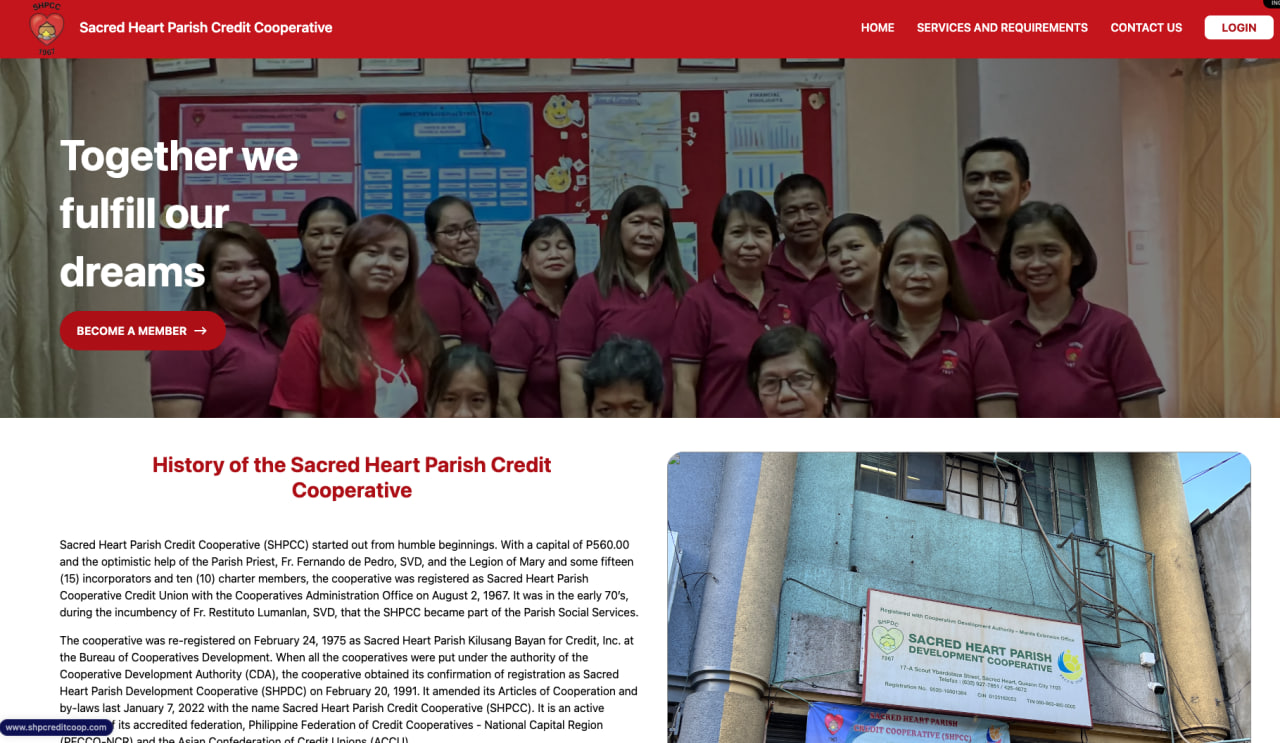 SHPCC
1967
Sacred Heart Parish Credit Cooperative
HOME
SERVICES AND REQUIREMENTS
CONTACT US
LOGIN
FINANCIAL
HIGHLIGHTS
Together we
fulfill our
dreams
BECOME A MEMBER →
History of the Sacred Heart Parish Credit
Cooperative
Sacred Heart Parish Credit Cooperative (SHPCC) started out from humble beginnings. With a capital of P560.00
and the optimistic help of the Parish Priest, Fr. Fernando de Pedro, SVD, and the Legion of Mary and some fifteen
(15) incorporators and ten (10) charter members, the cooperative was registered as Sacred Heart Parish
Cooperative Credit Union with the Cooperatives Administration Office on August 2, 1967. It was in the early 70's,
during the incumbency of Fr. Restituto Lumanlan, SVD, that the SHPCC became part of the Parish Social Services.
The cooperative was re-registered on February 24, 1975 as Sacred Heart Parish Kilusang Bayan for Credit, Inc. at
the Bureau of Cooperatives Development. When all the cooperatives were put under the authority of the
Cooperative Development Authority (CDA), the cooperative obtained its confirmation of registration as Sacred
Heart Parish Development Cooperative (SHPDC) on February 20, 1991. It amended its Articles of Cooperation and
by-laws last January 7, 2022 with the name Sacred Heart Parish Credit Cooperative (SHPCC). It is an active
of its accredited federation, Philippine Federation of Credit Cooperatives - National Capital Region
(PFCCO-NCR) and the Asian Confederation of Credit Unions (ACCU)
www.shpcreditcoop.com
Registered with Cooperative Development Authority - Manila Extension Office
SHPDC
1967
SACRED HEART PARISH
DEVELOPMENT COOPERATIVE
17-A Scout Ybardolaza Street, Sacred Heart, Quezon City 1103
SACRED HEART PARISH
CREDIT COOPERATIVE (SHPCC)